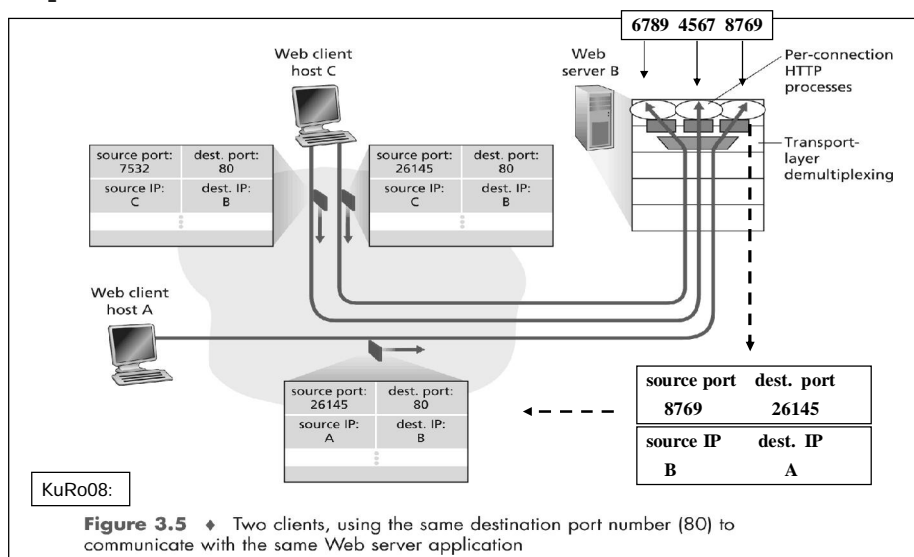 6789 4567 8769
Web client
host C
Web
server B
Per-connection
HTTP
processes
Transport-
layer
demultiplexing
source port: dest. port:
7532 80
source IP: dest. IP:
C B
source port: dest. port:
26145 80
source IP: dest. IP:
C B
Web client
host A
source port: dest. port:
26145 80
source IP: dest. IP:
A B
source port dest. port
8769 26145
source IP dest. IP
B A
KuRo08:
Figure 3.5 ♦ Two clients, using the same destination port number (80) to
communicate with the same Web server application